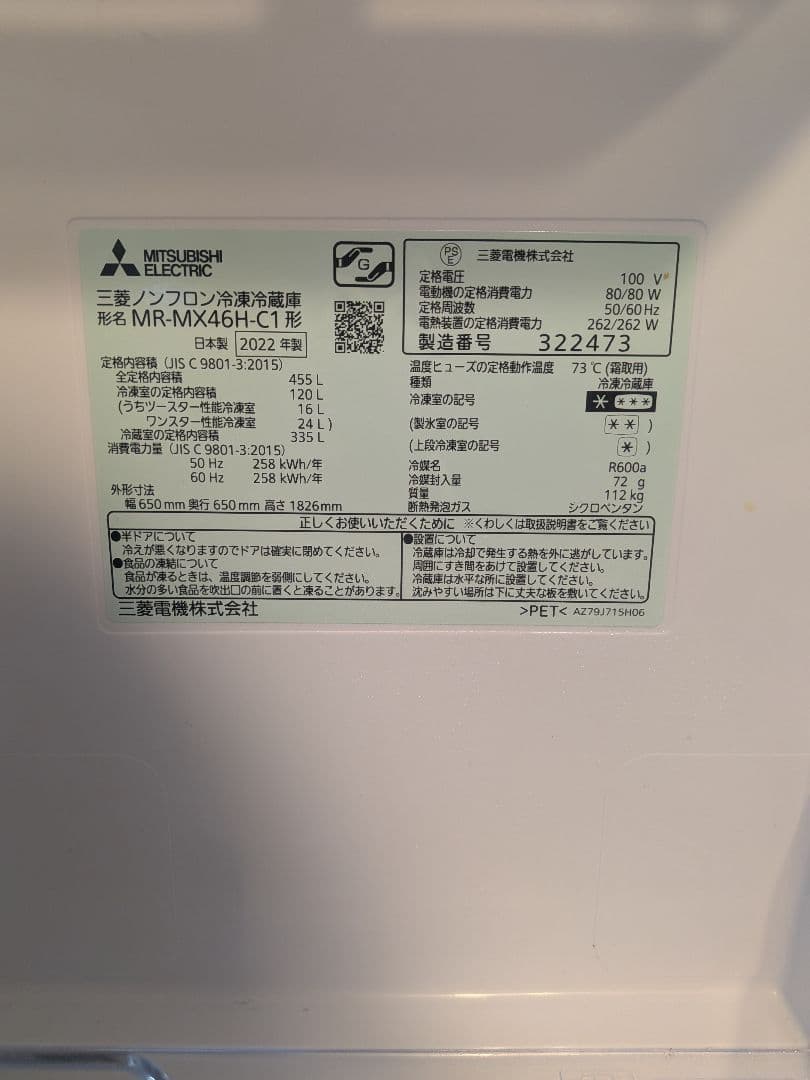 MITSUBISHI
ELECTRIC
G
三菱ノンフロン冷凍冷蔵庫
形名 MR-MX46H-C1 形
日本製 2022 年製
定格内容積 (JIS C 9801-3:2015)
全定格内容積 455 L
冷凍室の定格内容積 120 L
(うちツースター性能冷凍室 16 L
ワンスター性能冷凍室 24 L)
冷蔵室の定格内容積 335 L
消費電力量 (JIS C 9801-3:2015)
50 Hz 258 kWh/年
60 Hz 258 kWh/年
外形寸法
幅 650 mm 奥行 650 mm 高さ 1826mm
PS
E
三菱電機株式会社
定格電圧 100 V
電動機の定格消費電力 80/80 W
定格周波数 50/60 Hz
電熱装置の定格消費電力 262/262 W
製造番号 322473
温度ヒューズの定格動作温度 73 ℃ (霜取用)
種類 冷凍冷蔵庫
冷凍室の記号 * ***
(製氷室の記号 ** )
(上段冷凍室の記号 * )
冷媒名 R600a
冷媒封入量 72 g
質量 112 kg
断熱発泡ガス シクロペンタン
正しくお使いいただくために ※くわしくは取扱説明書をご覧ください
●半ドアについて
冷えが悪くなりますのでドアは確実に閉めてください。
●食品の凍結について
食品が凍るときは、温度調節を弱側にしてください。
水分の多い食品を吹出口の前に置くと凍ることがあります。
●設置について
冷蔵庫は冷却で発生する熱を外に逃がしています。
周囲にすき間をあけて設置してください。
冷蔵庫は水平な所に設置してください。
沈みやすい場所は下に丈夫な板を敷いてください。
三菱電機株式会社
>PET< AZ79J715H06